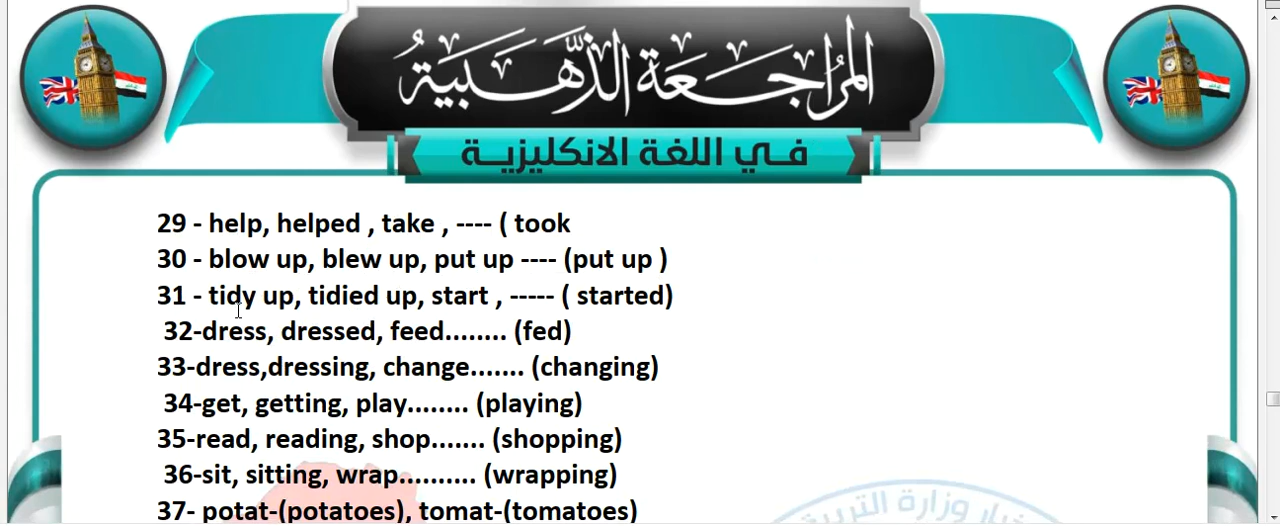 المراجعة الذهبية
في اللغة الانكليزية
29 - help, helped , take , ---- ( took
30 - blow up, blew up, put up ---- (put up )
31 - tidy up, tidied up, start , ----- ( started)
32-dress, dressed, feed........ (fed)
33-dress,dressing, change....... (changing)
34-get, getting, play........ (playing)
35-read, reading, shop....... (shopping)
36-sit, sitting, wrap.......... (wrapping)
37- potat-(potatoes), tomat-(tomatoes)
وزارة التربية